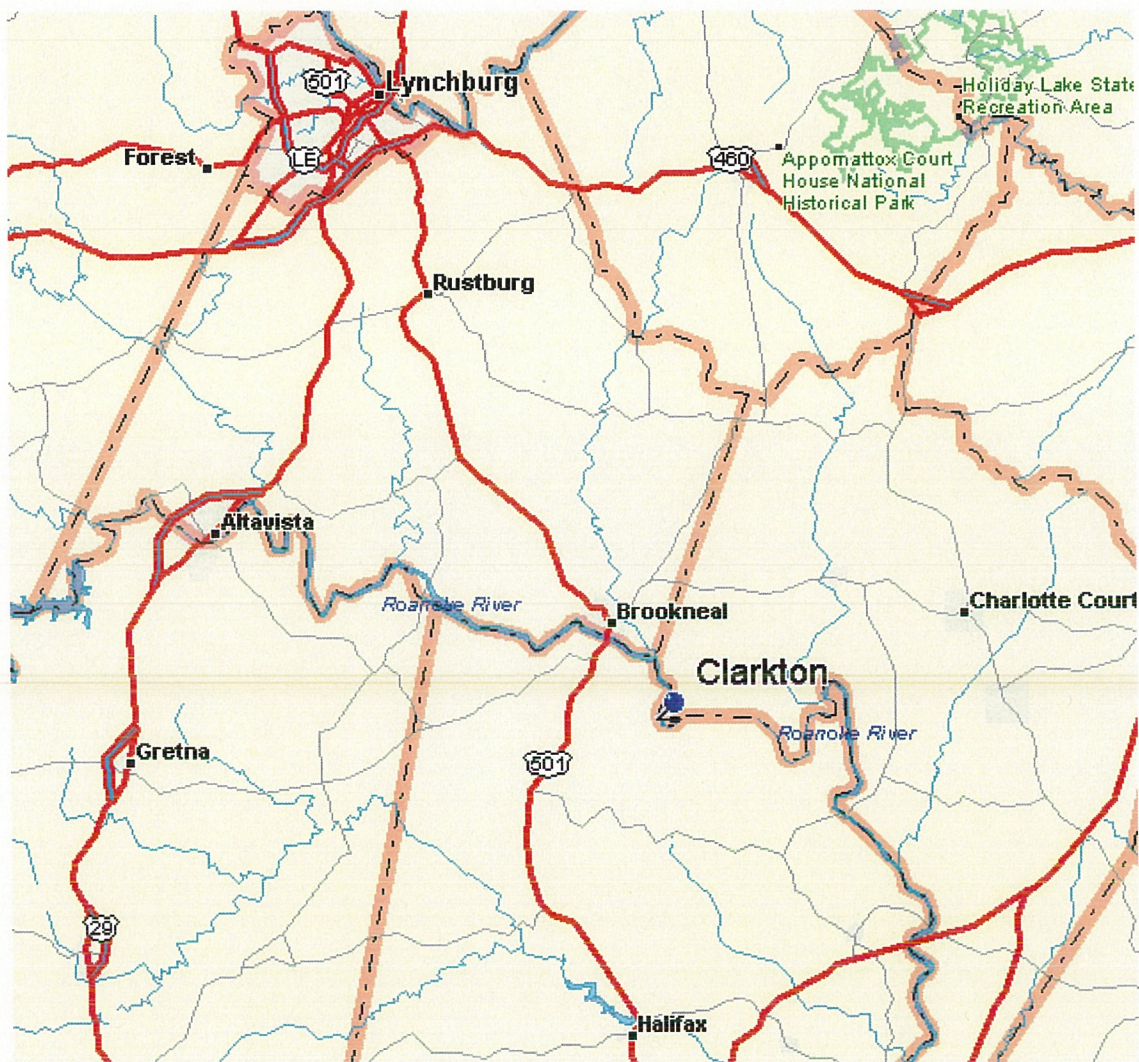 501
Lynchburg
Holiday Lake State
Recreation Area
Forest
LE
460
Appomattox Court
House National
Historical Park
Rustburg
Altavista
Roanoke River
Brookneal
Charlotte Court
Clarkton
Roanoke River
Gretna
501
29
Halifax